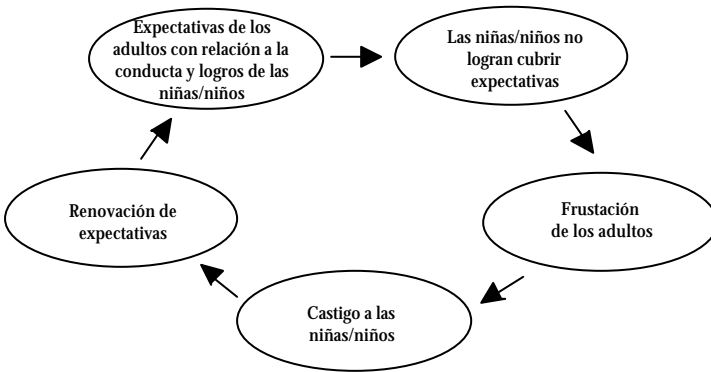 Expectativas de los
adultos con relación a la
conducta y logros de las
niñas/niños
Las niñas/niños no
logran cubrir
expectativas
Frustación
de los adultos
Castigo a las
niñas/niños
Renovación de
expectativas